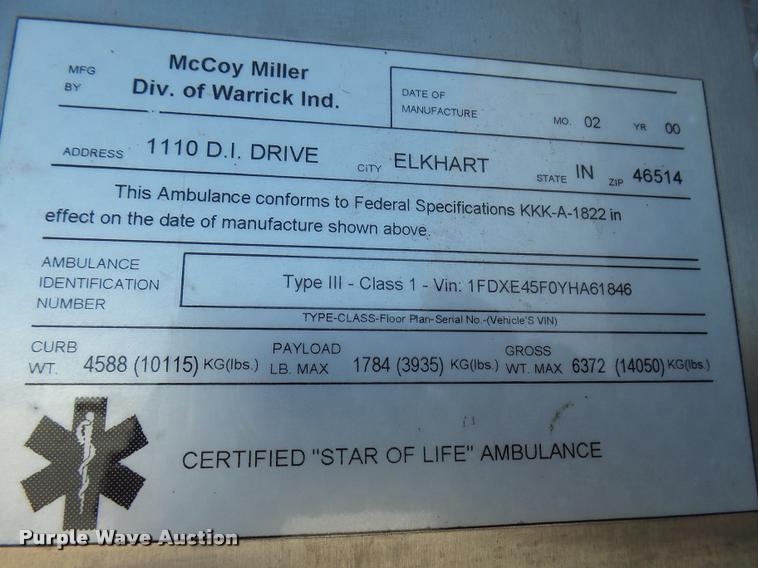 MFG BY McCoy Miller
Div. of Warrick Ind.
DATE OF MANUFACTURE MO. 02 YR 00
ADDRESS 1110 D.I. DRIVE CITY ELKHART STATE IN ZIP 46514
This Ambulance conforms to Federal Specifications KKK-A-1822 in
effect on the date of manufacture shown above.
AMBULANCE
IDENTIFICATION
NUMBER
Type III - Class 1 - Vin: 1FDXE45F0YHA61846
TYPE-CLASS-Floor Plan-Serial No.-(Vehicle'S VIN)
CURB WT. 4588 (10115) KG(lbs.) PAYLOAD LB. MAX 1784 (3935) KG(lbs.) GROSS WT. MAX 6372 (14050) KG(lbs.)
CERTIFIED "STAR OF LIFE" AMBULANCE
Purple Wave Auction